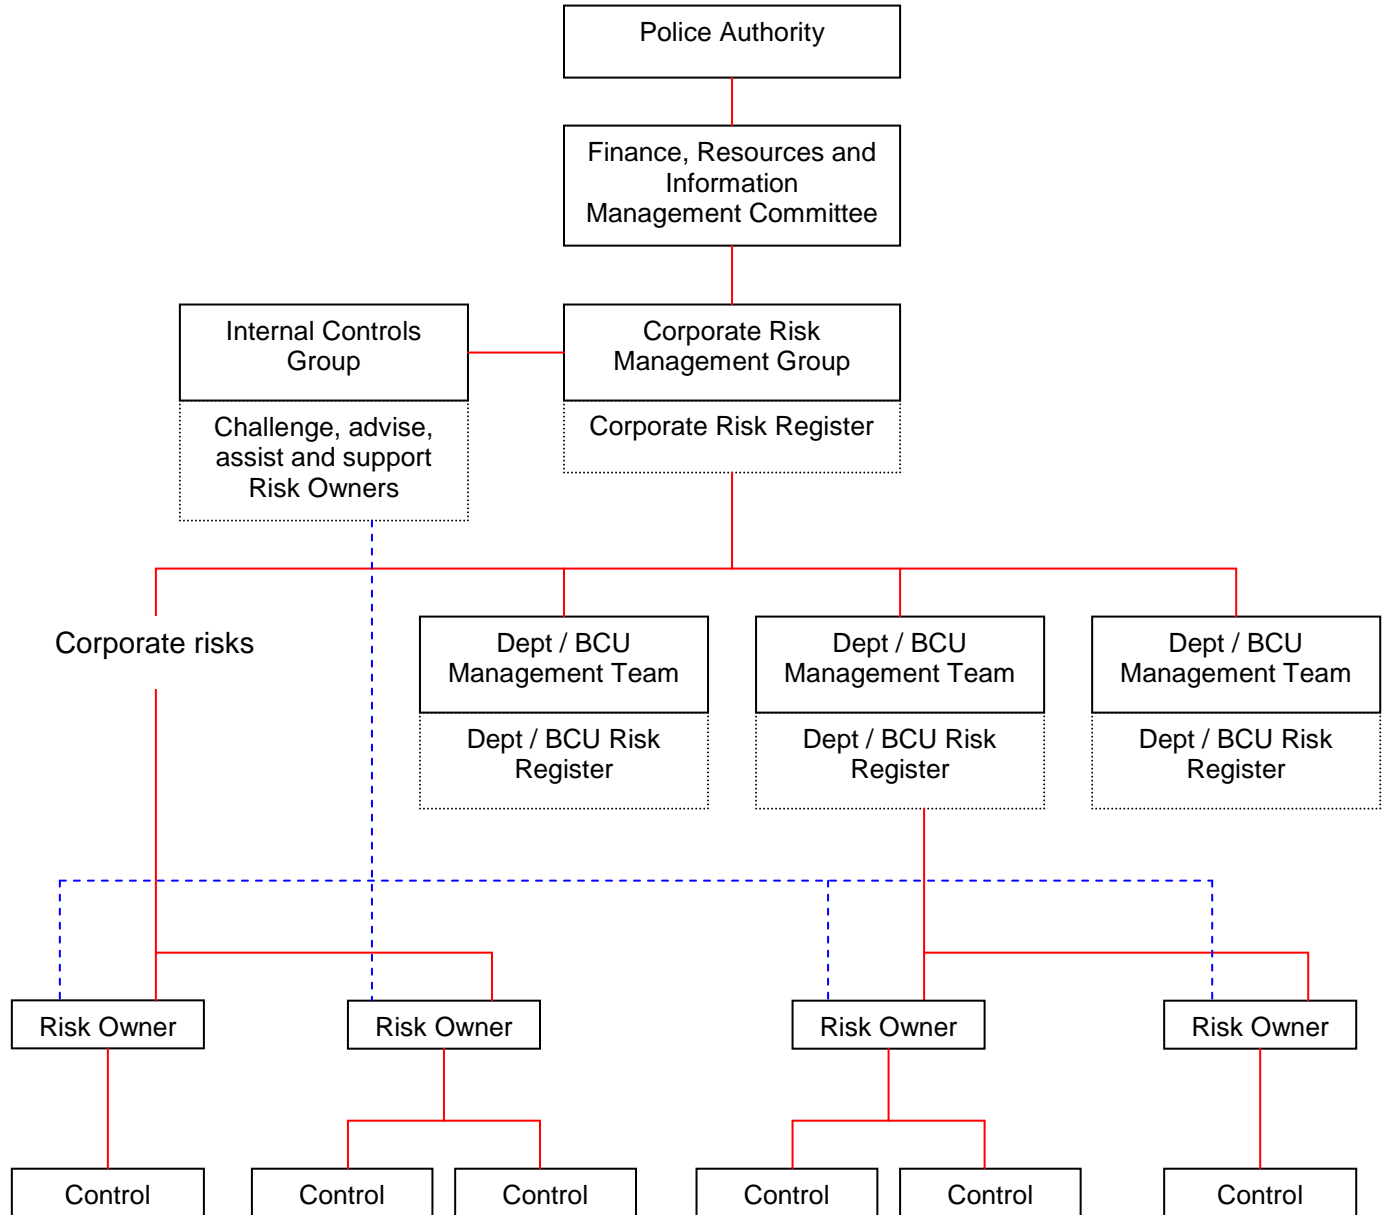 Police Authority
Finance, Resources and
Information
Management Committee
Internal Controls
Group
Challenge, advise,
assist and support
Risk Owners
Corporate Risk
Management Group
Corporate Risk Register
Corporate risks
Dept / BCU
Management Team
Dept / BCU Risk
Register
Dept / BCU
Management Team
Dept / BCU Risk
Register
Dept / BCU
Management Team
Dept / BCU Risk
Register
Risk Owner
Risk Owner
Risk Owner
Risk Owner
Control
Control
Control
Control
Control
Control